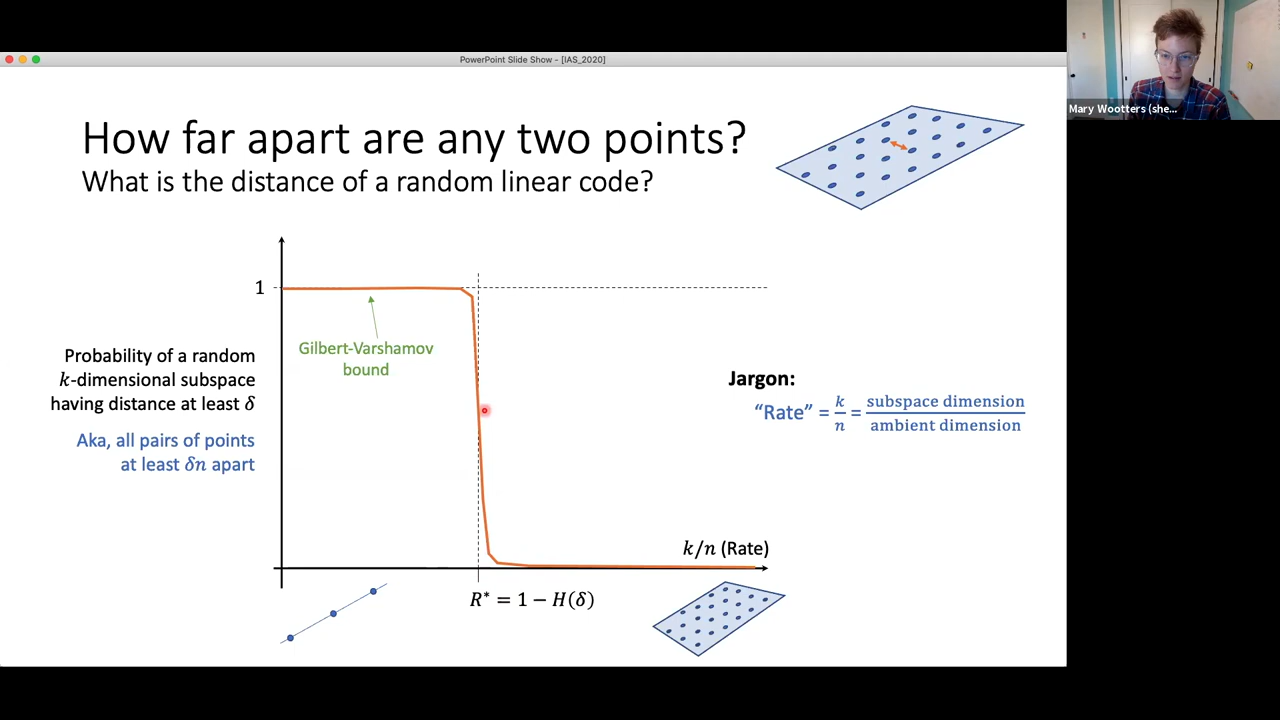 PowerPoint Slide Show - [IAS_2020]
Mary Wootters (she...
How far apart are any two points?
What is the distance of a random linear code?
1
Gilbert-Varshamov
bound
Probability of a random
k-dimensional subspace
having distance at least δ
Aka, all pairs of points
at least δn apart
Jargon:
"Rate" = k/n = subspace dimension/ambient dimension
k/n (Rate)
R* = 1 − H(δ)